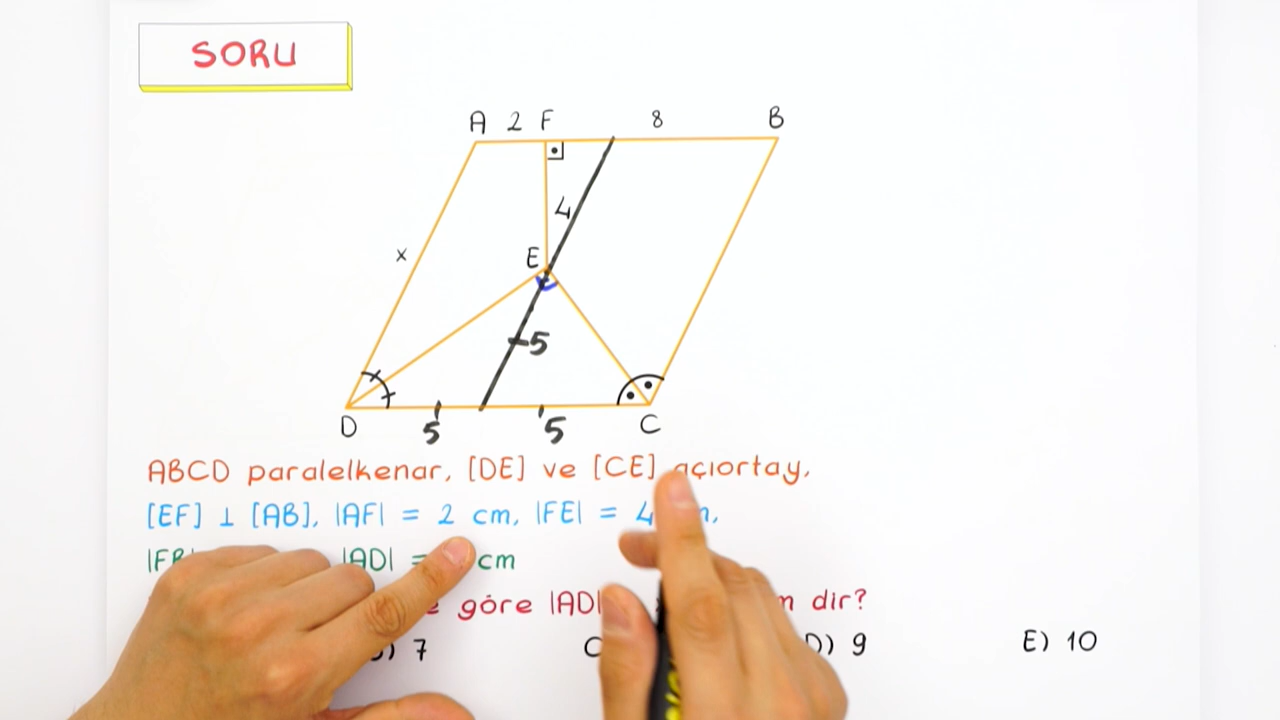 SORU
A 2 F 8 B
4
x E
5
D 5 5 C
ABCD paralelkenar, [DE] ve [CE] açıortay,
[EF] ⊥ [AB], |AF| = 2 cm, |FE| = 4
|AD| = cm
göre |AD| dir?
7 D) 9 E) 10